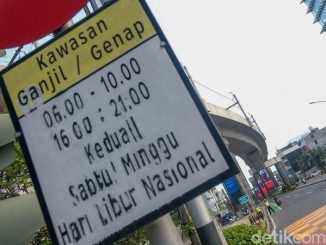 Kawasan
Ganjil / Genap
06.00 - 10.00
16.00 - 21.00
Kecuali
Sabtu Minggu
Hari Libur Nasional
detikcom